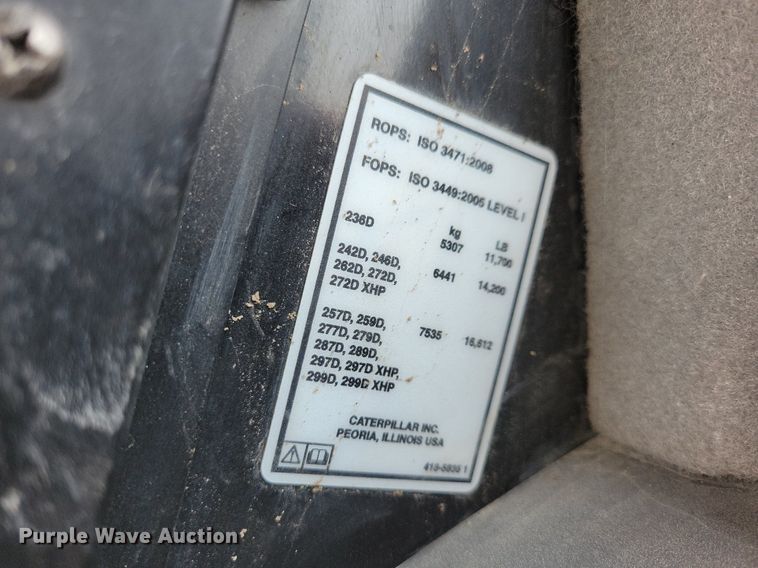 ROPS: ISO 3471:2008
FOPS: ISO 3449:2005 LEVEL I
kg LB
236D 5307 11,700
242D, 246D,
262D, 272D, 6441 14,200
272D XHP
257D, 259D,
277D, 279D, 7535 16,612
287D, 289D,
297D, 297D XHP,
299D, 299D XHP
CATERPILLAR INC.
PEORIA, ILLINOIS USA
Purple Wave Auction